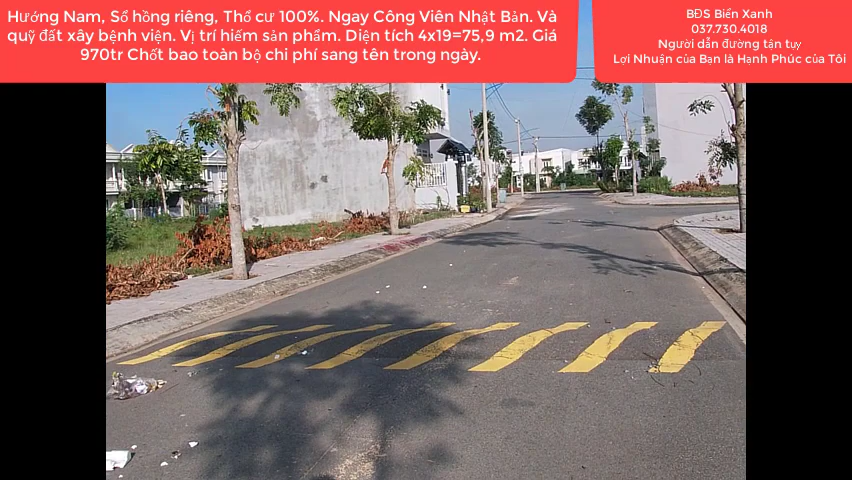 Hướng Nam, Sổ hồng riêng, Thổ cư 100%. Ngay Công Viên Nhật Bản. Và
quỹ đất xây bệnh viện. Vị trí hiếm sản phẩm. Diện tích 4x19=75,9 m2. Giá
970tr Chốt bao toàn bộ chi phí sang tên trong ngày.
BĐS Biển Xanh
037.730.4018
Người dẫn đường tận tụy
Lợi Nhuận của Bạn là Hạnh Phúc của Tôi